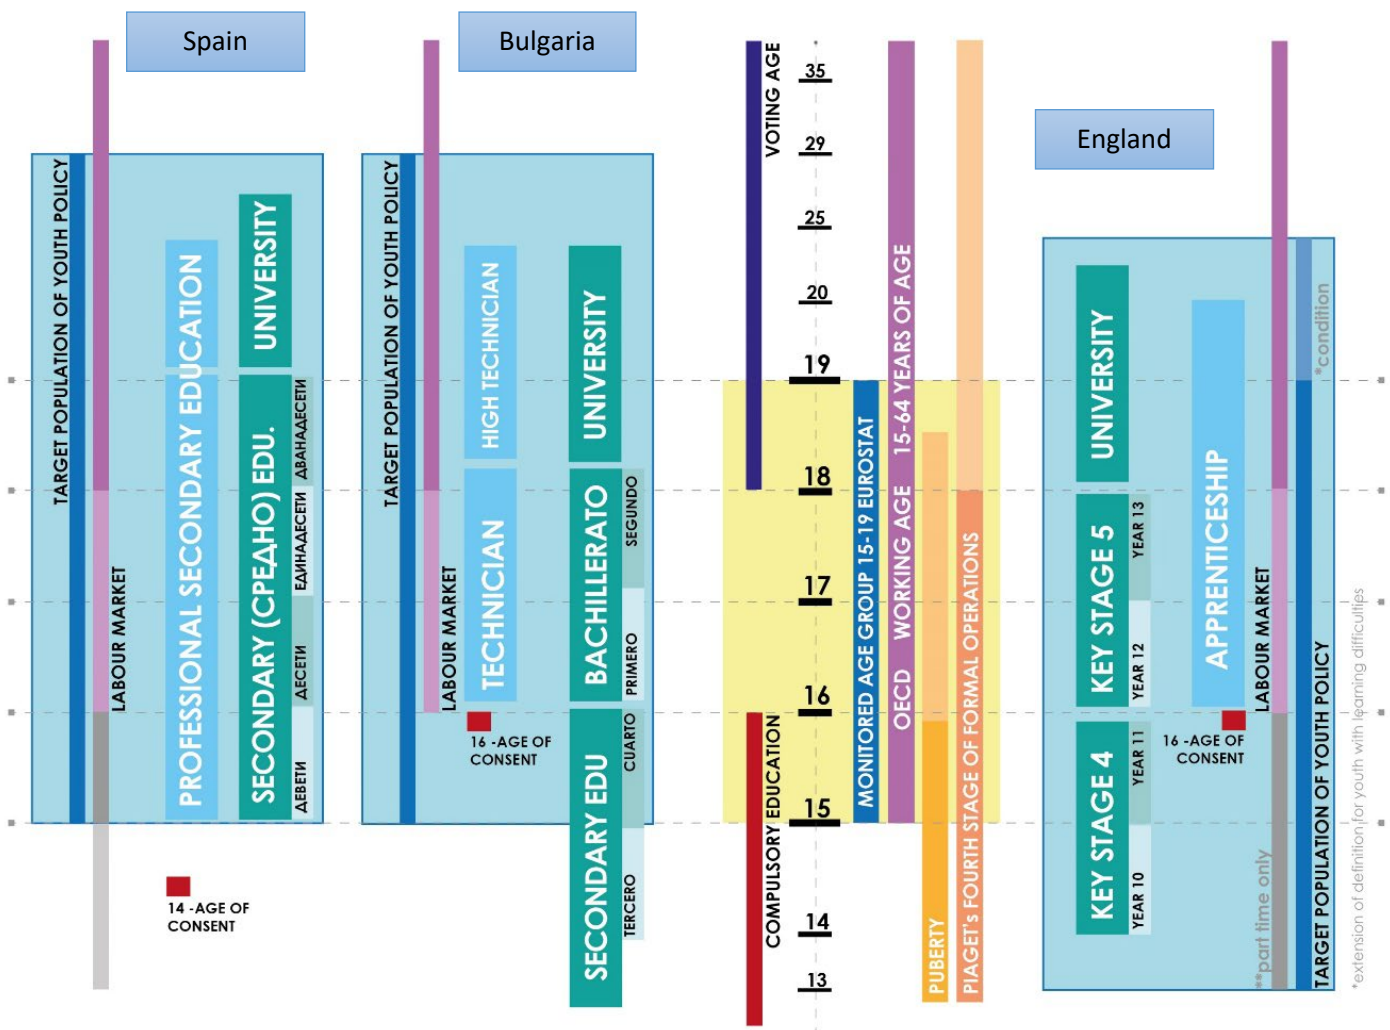 Spain
Bulgaria
England
TARGET POPULATION OF YOUTH POLICY
LABOUR MARKET
PROFESSIONAL SECONDARY EDUCATION
UNIVERSITY
SECONDARY (СРЕДНО) EDU.
ДВАНАДЕСЕТИ
ЕДИНАДЕСЕТИ
ДЕСЕТИ
ДЕВЕТИ
14 -AGE OF
CONSENT
TARGET POPULATION OF YOUTH POLICY
LABOUR MARKET
HIGH TECHNICIAN
TECHNICIAN
16 -AGE OF
CONSENT
UNIVERSITY
BACHILLERATO
SEGUNDO
PRIMERO
SECONDARY EDU
CUARTO
TERCERO
VOTING AGE
COMPULSORY EDUCATION
35
29
25
20
19
18
17
16
15
14
13
MONITORED AGE GROUP 15-19 EUROSTAT
OECD WORKING AGE 15-64 YEARS OF AGE
PUBERTY
PIAGET's FOURTH STAGE OF FORMAL OPERATIONS
UNIVERSITY
KEY STAGE 5
YEAR 13
YEAR 12
KEY STAGE 4
YEAR 11
YEAR 10
APPRENTICESHIP
16 -AGE OF
CONSENT
LABOUR MARKET
**part time only
*condition
TARGET POPULATION OF YOUTH POLICY
*extension of definition for youth with learning difficulties